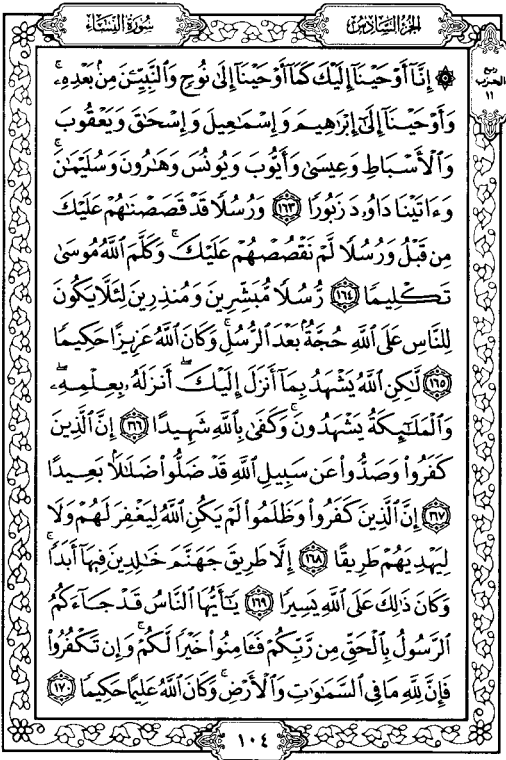 الجزء السادس
سورة النساء
ربع
الحزب
١١
۞ إِنَّآ أَوۡحَيۡنَآ إِلَيۡكَ كَمَآ أَوۡحَيۡنَآ إِلَىٰ نُوحٖ وَٱلنَّبِيِّـۧنَ مِنۢ بَعۡدِهِۦۚ
وَأَوۡحَيۡنَآ إِلَىٰٓ إِبۡرَٰهِيمَ وَإِسۡمَٰعِيلَ وَإِسۡحَٰقَ وَيَعۡقُوبَ
وَٱلۡأَسۡبَاطِ وَعِيسَىٰ وَأَيُّوبَ وَيُونُسَ وَهَٰرُونَ وَسُلَيۡمَٰنَۚ
وَءَاتَيۡنَا دَاوُۥدَ زَبُورٗا ١٦٣ وَرُسُلٗا قَدۡ قَصَصۡنَٰهُمۡ عَلَيۡكَ
مِن قَبۡلُ وَرُسُلٗا لَّمۡ نَقۡصُصۡهُمۡ عَلَيۡكَۚ وَكَلَّمَ ٱللَّهُ مُوسَىٰ
تَكۡلِيمٗا ١٦٤ رُّسُلٗا مُّبَشِّرِينَ وَمُنذِرِينَ لِئَلَّا يَكُونَ
لِلنَّاسِ عَلَى ٱللَّهِ حُجَّةُۢ بَعۡدَ ٱلرُّسُلِۚ وَكَانَ ٱللَّهُ عَزِيزًا حَكِيمٗا
١٦٥ لَّٰكِنِ ٱللَّهُ يَشۡهَدُ بِمَآ أَنزَلَ إِلَيۡكَۖ أَنزَلَهُۥ بِعِلۡمِهِۦۖ
وَٱلۡمَلَٰٓئِكَةُ يَشۡهَدُونَۚ وَكَفَىٰ بِٱللَّهِ شَهِيدًا ١٦٦ إِنَّ ٱلَّذِينَ
كَفَرُواْ وَصَدُّواْ عَن سَبِيلِ ٱللَّهِ قَدۡ ضَلُّواْ ضَلَٰلَۢا بَعِيدًا
١٦٧ إِنَّ ٱلَّذِينَ كَفَرُواْ وَظَلَمُواْ لَمۡ يَكُنِ ٱللَّهُ لِيَغۡفِرَ لَهُمۡ وَلَا
لِيَهۡدِيَهُمۡ طَرِيقًا ١٦٨ إِلَّا طَرِيقَ جَهَنَّمَ خَٰلِدِينَ فِيهَآ أَبَدٗاۚ
وَكَانَ ذَٰلِكَ عَلَى ٱللَّهِ يَسِيرٗا ١٦٩ يَٰٓأَيُّهَا ٱلنَّاسُ قَدۡ جَآءَكُمُ
ٱلرَّسُولُ بِٱلۡحَقِّ مِن رَّبِّكُمۡ فَـَٔامِنُواْ خَيۡرٗا لَّكُمۡۚ وَإِن تَكۡفُرُواْ
فَإِنَّ لِلَّهِ مَا فِي ٱلسَّمَٰوَٰتِ وَٱلۡأَرۡضِۚ وَكَانَ ٱللَّهُ عَلِيمًا حَكِيمٗا ١٧٠
١٠٤